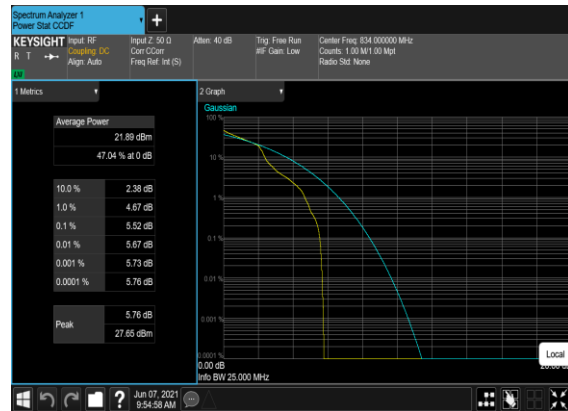 Spectrum Analyzer 1
Power Stat CCDF
KEYSIGHT
R T
Input: RF
Coupling: DC
Align: Auto
Input Z: 50 Ω
Corr CCorr
Freq Ref: Int (S)
Atten: 40 dB
Trig: Free Run
#IF Gain: Low
Center Freq: 834.000000 MHz
Counts: 1.00 M/1.00 Mpt
Radio Std: None
1 Metrics
Average Power
21.89 dBm
47.04 % at 0 dB
10.0 % 2.38 dB
1.0 % 4.67 dB
0.1 % 5.52 dB
0.01 % 5.67 dB
0.001 % 5.73 dB
0.0001 % 5.76 dB
Peak
5.76 dB
27.65 dBm
2 Graph
Gaussian
100 %
10 %
1 %
0.1 %
0.01 %
0.001 %
0.0001 %
0.00 dB
Info BW 25.000 MHz
Local
?
Jun 07, 2021
9:54:58 AM